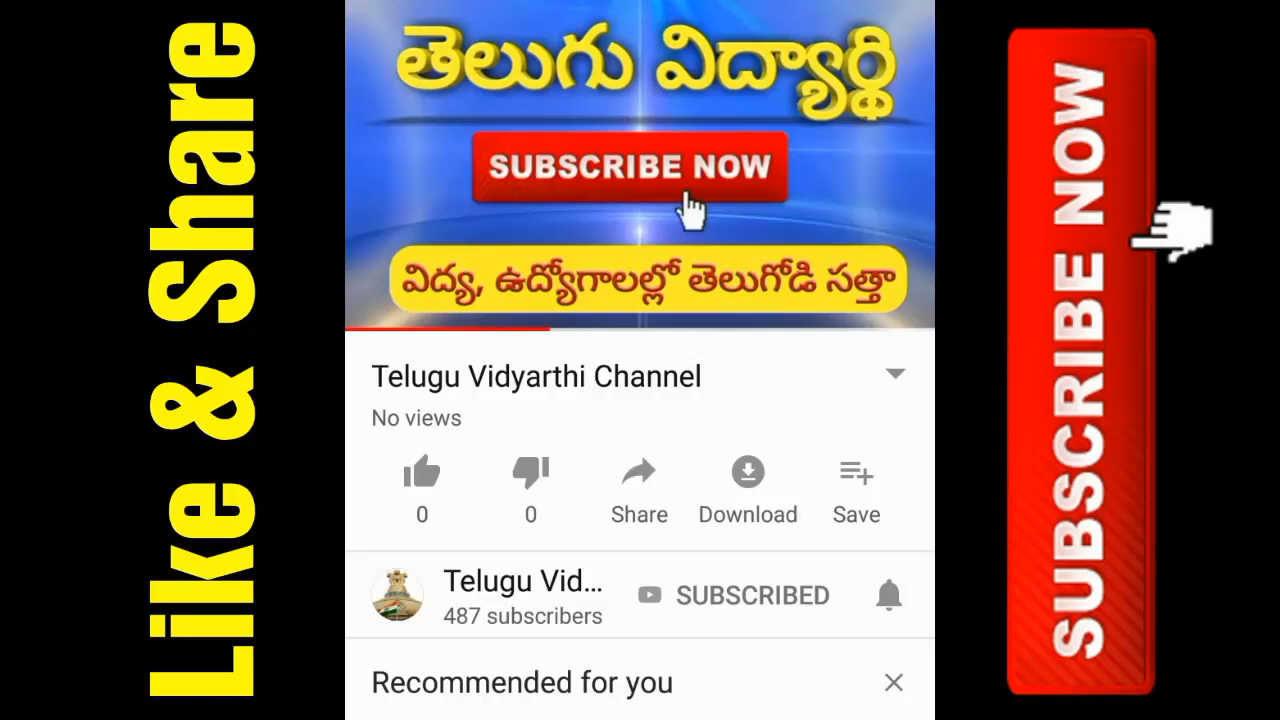 Like & Share
తెలుగు విద్యార్థి
SUBSCRIBE NOW
విద్య, ఉద్యోగాలల్లో తెలుగోడి సత్తా
Telugu Vidyarthi Channel
No views
0
0
Share
Download
Save
Telugu Vid...
487 subscribers
SUBSCRIBED
Recommended for you
SUBSCRIBE NOW